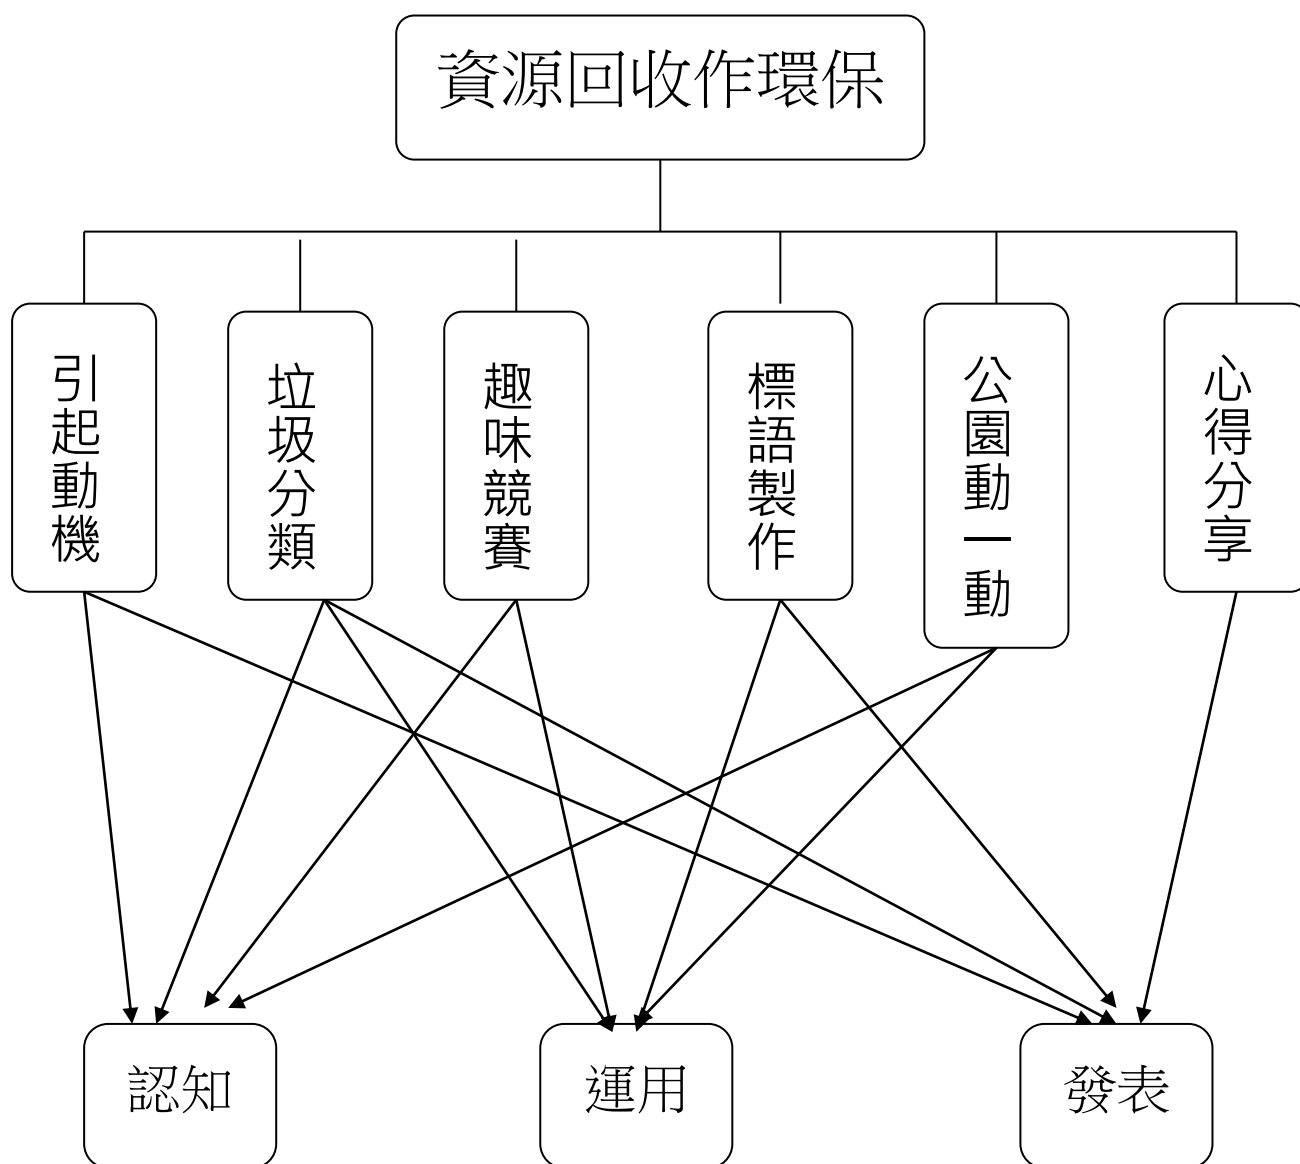 資源回收作環保
引起動機
垃圾分類
趣味競賽
標語製作
公園動一動
心得分享
認知
運用
發表